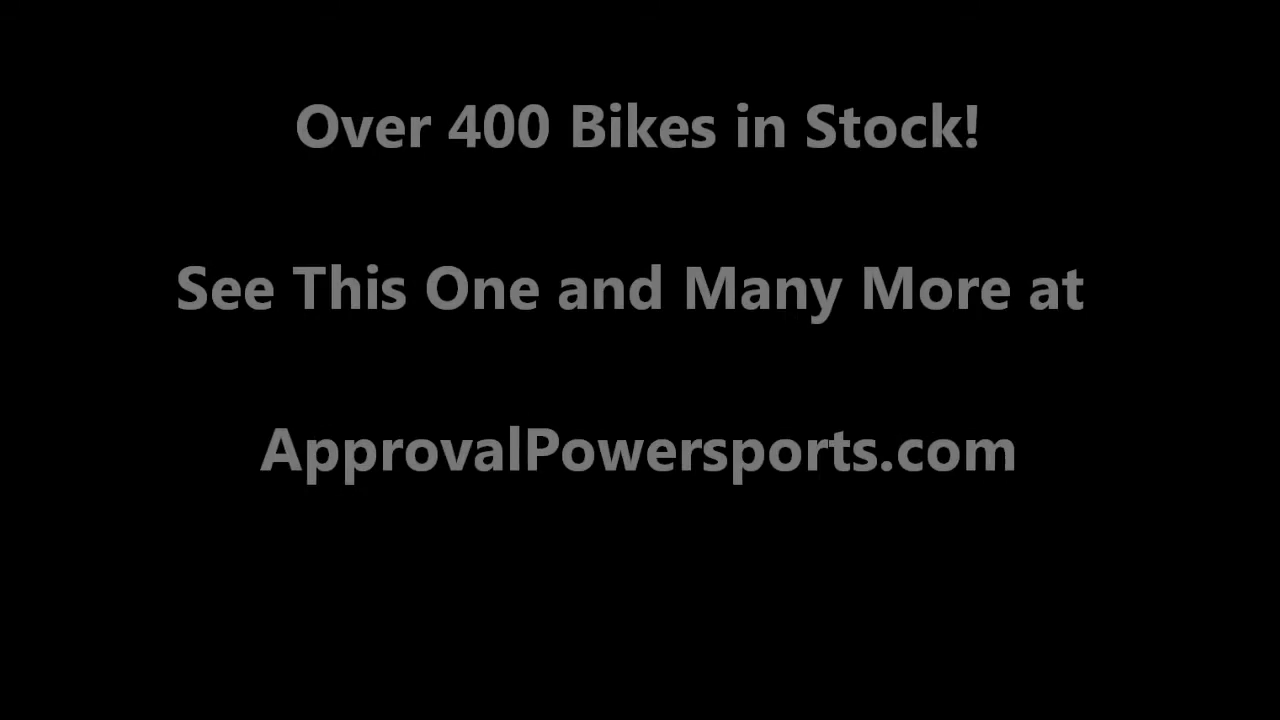 Over 400 Bikes in Stock!
See This One and Many More at
ApprovalPowersports.com